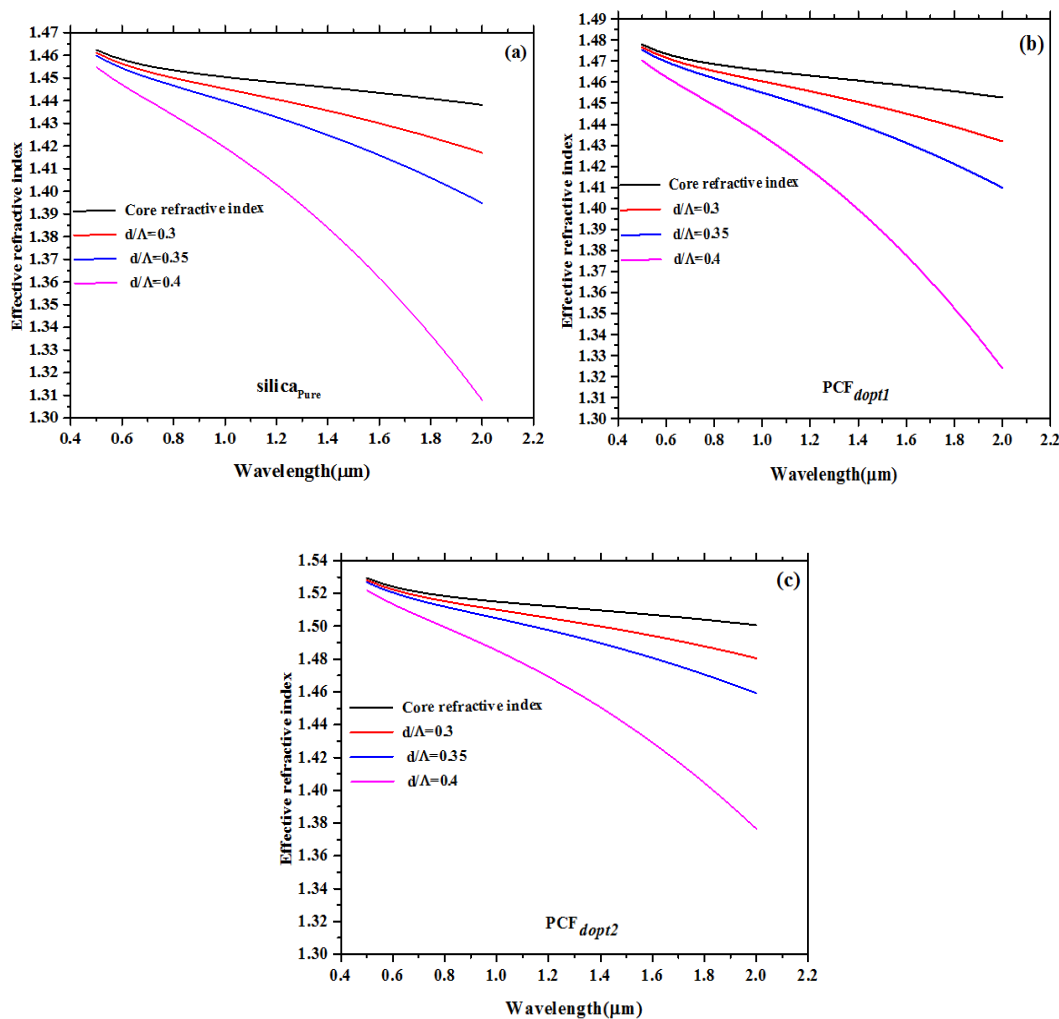 (a)
1.47
1.46
1.45
1.44
1.43
1.42
1.41
1.40
1.39
1.38
1.37
1.36
1.35
1.34
1.33
1.32
1.31
1.30
Effective refractive index
Core refractive index
d/Λ=0.3
d/Λ=0.35
d/Λ=0.4
silicaPure
0.4 0.6 0.8 1.0 1.2 1.4 1.6 1.8 2.0 2.2
Wavelength(μm)
(b)
1.49
1.48
1.47
1.46
1.45
1.44
1.43
1.42
1.41
1.40
1.39
1.38
1.37
1.36
1.35
1.34
1.33
1.32
1.31
1.30
Effective refractive index
Core refractive index
d/Λ=0.3
d/Λ=0.35
d/Λ=0.4
PCFdopt1
0.4 0.6 0.8 1.0 1.2 1.4 1.6 1.8 2.0 2.2
Wavelength(μm)
(c)
1.54
1.52
1.50
1.48
1.46
1.44
1.42
1.40
1.38
1.36
1.34
1.32
1.30
Effective refractive index
Core refractive index
d/Λ=0.3
d/Λ=0.35
d/Λ=0.4
PCFdopt2
0.4 0.6 0.8 1.0 1.2 1.4 1.6 1.8 2.0 2.2
Wavelength(μm)